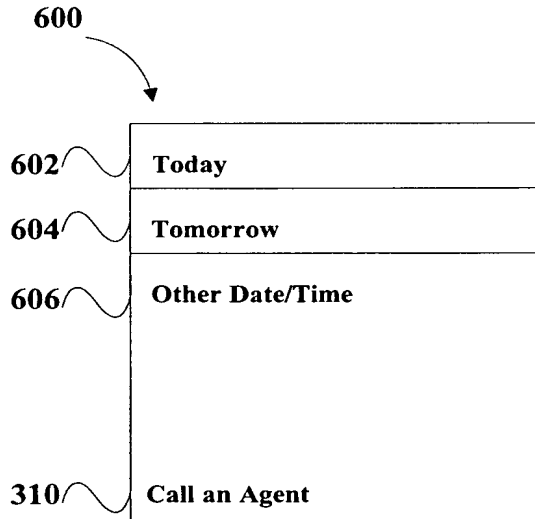 600
602 Today
604 Tomorrow
606 Other Date/Time
310 Call an Agent